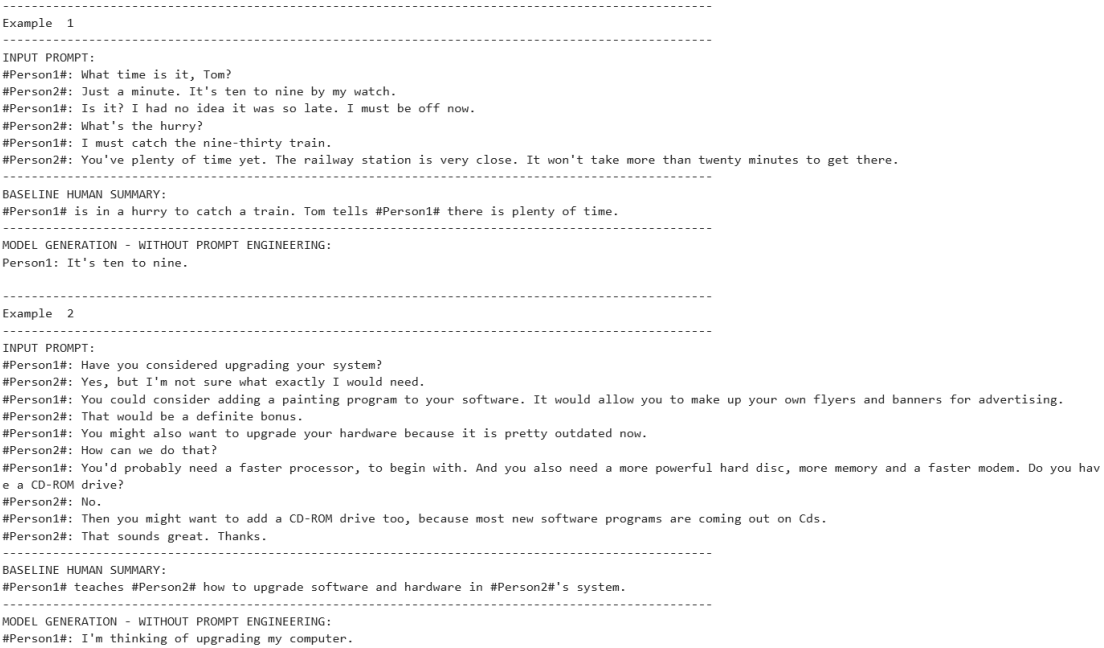 ---------------------------------------------------------------------------------------------------
Example  1
---------------------------------------------------------------------------------------------------
INPUT PROMPT:
#Person1#: What time is it, Tom?
#Person2#: Just a minute. It's ten to nine by my watch.
#Person1#: Is it? I had no idea it was so late. I must be off now.
#Person2#: What's the hurry?
#Person1#: I must catch the nine-thirty train.
#Person2#: You've plenty of time yet. The railway station is very close. It won't take more than twenty minutes to get there.
---------------------------------------------------------------------------------------------------
BASELINE HUMAN SUMMARY:
#Person1# is in a hurry to catch a train. Tom tells #Person1# there is plenty of time.
---------------------------------------------------------------------------------------------------
MODEL GENERATION - WITHOUT PROMPT ENGINEERING:
Person1: It's ten to nine.
---------------------------------------------------------------------------------------------------
Example  2
---------------------------------------------------------------------------------------------------
INPUT PROMPT:
#Person1#: Have you considered upgrading your system?
#Person2#: Yes, but I'm not sure what exactly I would need.
#Person1#: You could consider adding a painting program to your software. It would allow you to make up your own flyers and banners for advertising.
#Person2#: That would be a definite bonus.
#Person1#: You might also want to upgrade your hardware because it is pretty outdated now.
#Person2#: How can we do that?
#Person1#: You'd probably need a faster processor, to begin with. And you also need a more powerful hard disc, more memory and a faster modem. Do you hav
e a CD-ROM drive?
#Person2#: No.
#Person1#: Then you might want to add a CD-ROM drive too, because most new software programs are coming out on Cds.
#Person2#: That sounds great. Thanks.
---------------------------------------------------------------------------------------------------
BASELINE HUMAN SUMMARY:
#Person1# teaches #Person2# how to upgrade software and hardware in #Person2#'s system.
---------------------------------------------------------------------------------------------------
MODEL GENERATION - WITHOUT PROMPT ENGINEERING:
#Person1#: I'm thinking of upgrading my computer.